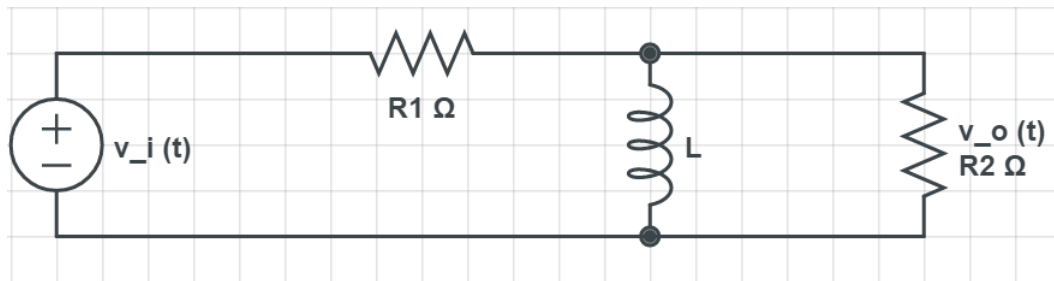 v_i (t)
R1 Ω
L
v_o (t)
R2 Ω